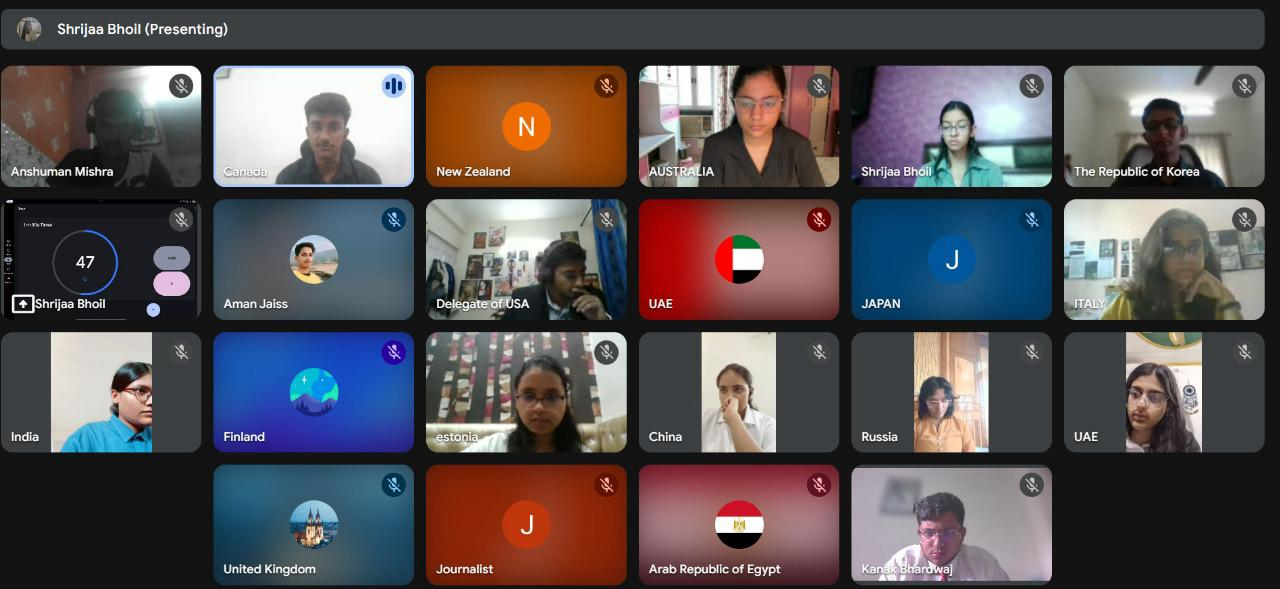 Shrijaa Bhoil (Presenting)
Anshuman Mishra
Canada
N
New Zealand
AUSTRALIA
Shrijaa Bhoil
The Republic of Korea
47
Shrijaa Bhoil
Aman Jaiss
Delegate of USA
UAE
J
JAPAN
ITALY
India
Finland
estonia
China
Russia
UAE
United Kingdom
J
Journalist
Arab Republic of Egypt
Kanak Bhardwaj